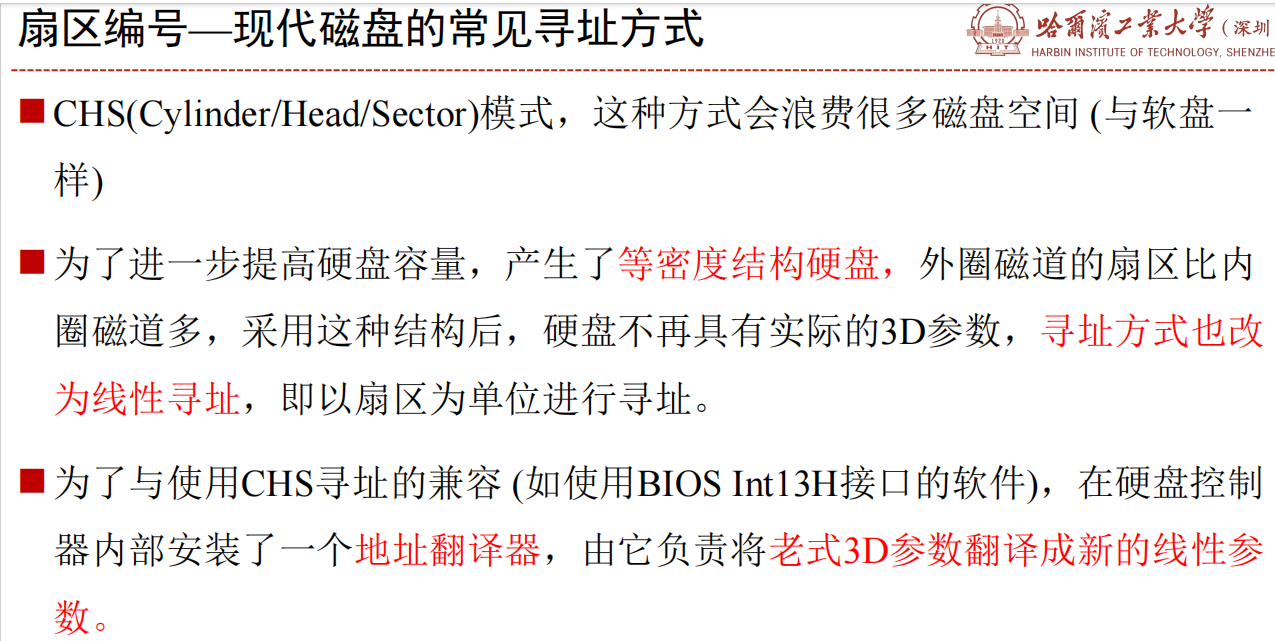 扇区编号—现代磁盘的常见寻址方式
哈爾濱工業大學(深圳
HARBIN INSTITUTE OF TECHNOLOGY, SHENZHE
HIT
CHS(Cylinder/Head/Sector)模式，这种方式会浪费很多磁盘空间 (与软盘一
样)
为了进一步提高硬盘容量，产生了等密度结构硬盘，外圈磁道的扇区比内
圈磁道多，采用这种结构后，硬盘不再具有实际的3D参数，寻址方式也改
为线性寻址，即以扇区为单位进行寻址。
为了与使用CHS寻址的兼容 (如使用BIOS Int13H接口的软件)，在硬盘控制
器内部安装了一个地址翻译器，由它负责将老式3D参数翻译成新的线性参
数。